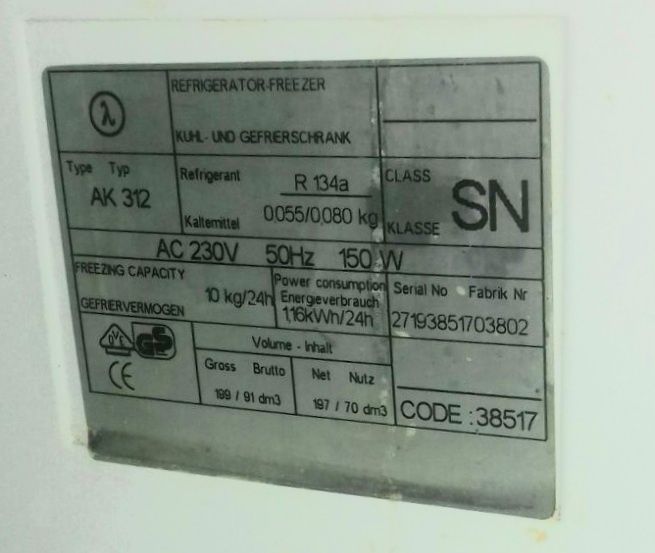 λ
REFRIGERATOR-FREEZER
KUHL- UND GEFRIERSCHRANK
Type Typ
AK 312
Refrigerant R 134a
Kaltemittel 0,055/0,080 kg
CLASS
KLASSE
SN
AC 230V 50Hz 150 W
FREEZING CAPACITY
GEFRIERVERMOGEN
10 kg/24h
Power consumption
Energieverbrauch
1,16kWh/24h
Serial No Fabrik Nr
27193851703802
DVE
GS
CE
Volume - Inhalt
Gross Brutto
199 / 91 dm3
Net Nutz
197 / 70 dm3
CODE : 38517